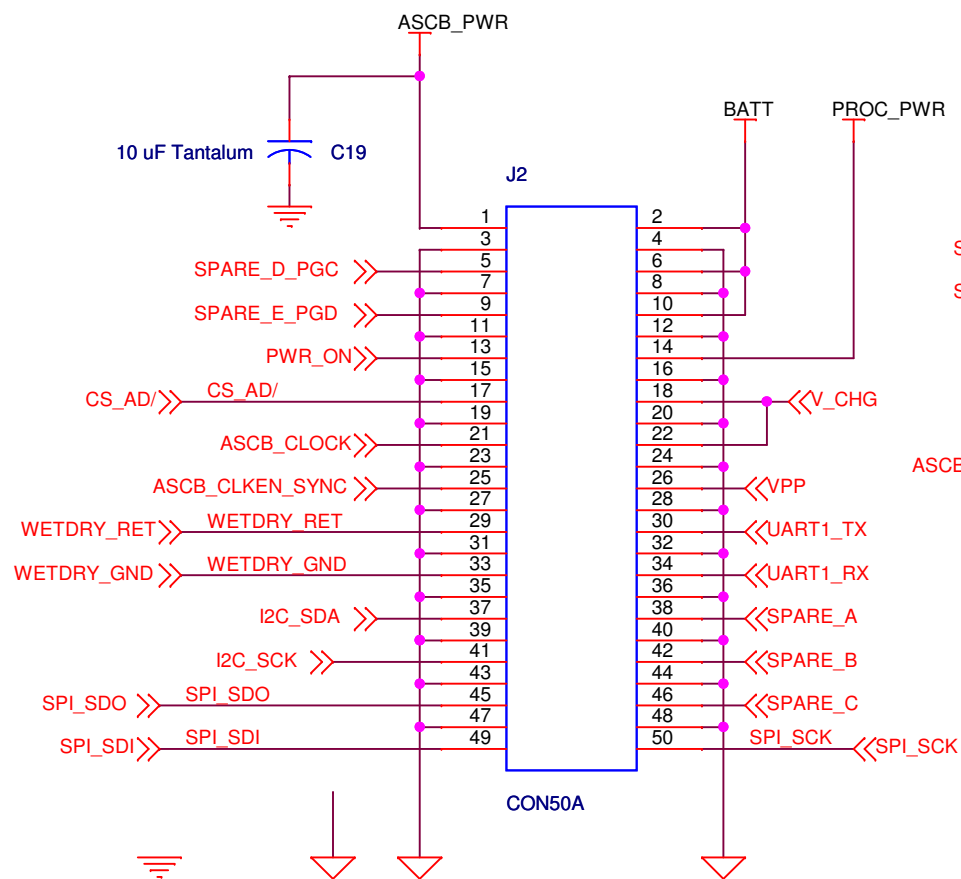 ASCB_PWR
BATT PROC_PWR
10 uF Tantalum C19
J2
1 2
3 4
SPARE_D_PGC 5 6
7 8
SPARE_E_PGD 9 10
11 12
PWR_ON 13 14
15 16
CS_AD/ CS_AD/ 17 18 V_CHG
19 20
ASCB_CLOCK 21 22
23 24
ASCB_CLKEN_SYNC 25 26 VPP
27 28
WETDRY_RET WETDRY_RET 29 30 UART1_TX
31 32
WETDRY_GND WETDRY_GND 33 34 UART1_RX
35 36
I2C_SDA 37 38 SPARE_A
39 40
I2C_SCK 41 42 SPARE_B
43 44
SPI_SDO SPI_SDO 45 46 SPARE_C
47 48
SPI_SDI SPI_SDI 49 50 SPI_SCK SPI_SCK
CON50A
ASCB